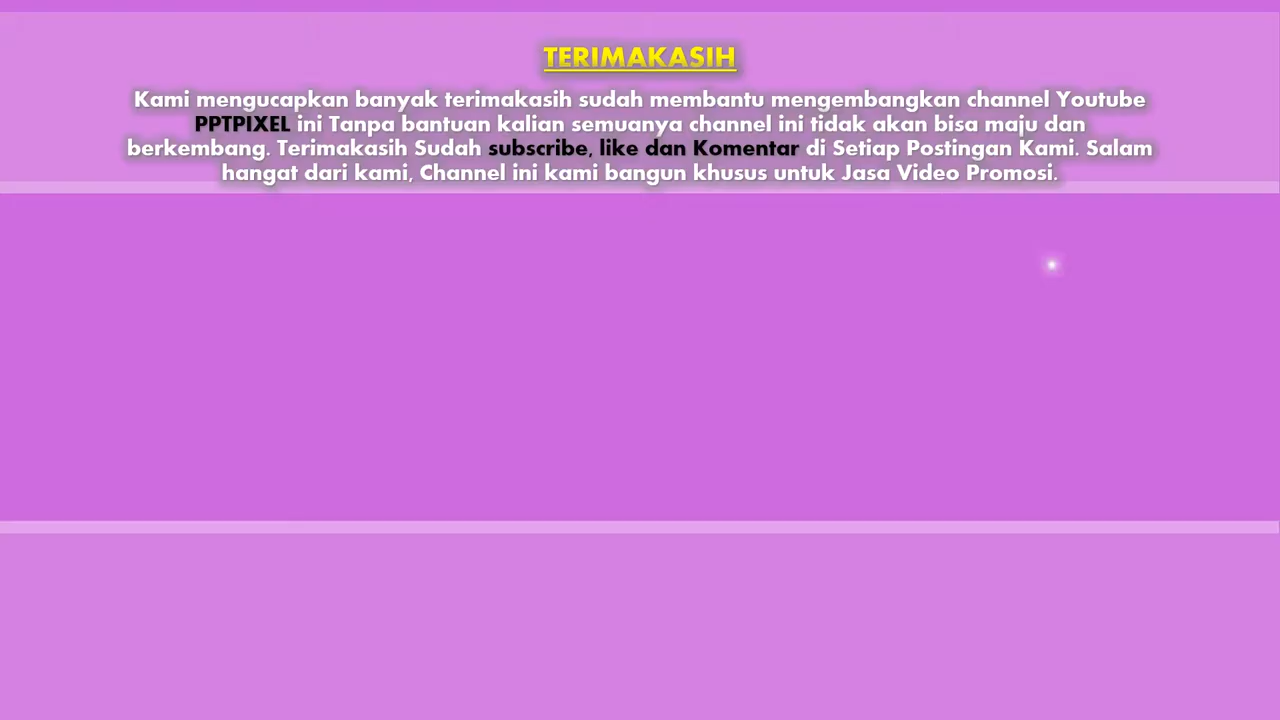 TERIMAKASIH
Kami mengucapkan banyak terimakasih sudah membantu mengembangkan channel Youtube
PPTPIXEL ini Tanpa bantuan kalian semuanya channel ini tidak akan bisa maju dan
berkembang. Terimakasih Sudah subscribe, like dan Komentar di Setiap Postingan Kami. Salam
hangat dari kami, Channel ini kami bangun khusus untuk Jasa Video Promosi.